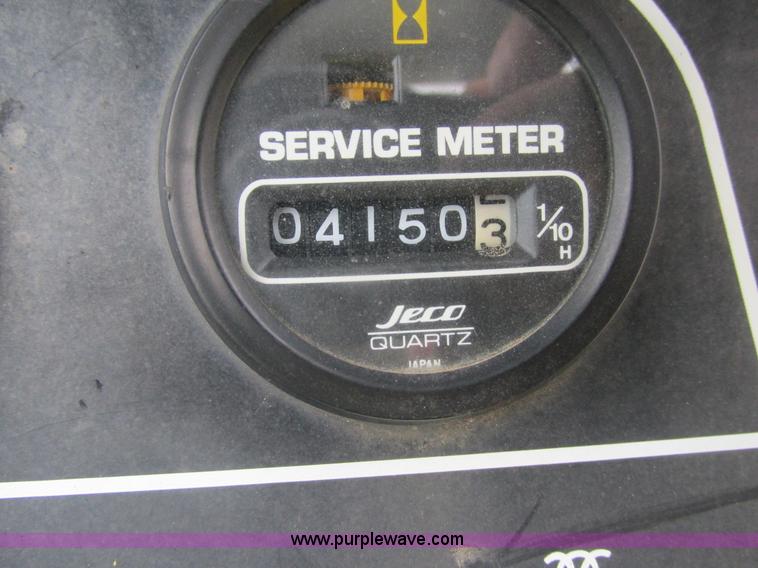 SERVICE METER
041503 1/10 H
Jeco
QUARTZ
JAPAN
www.purplewave.com